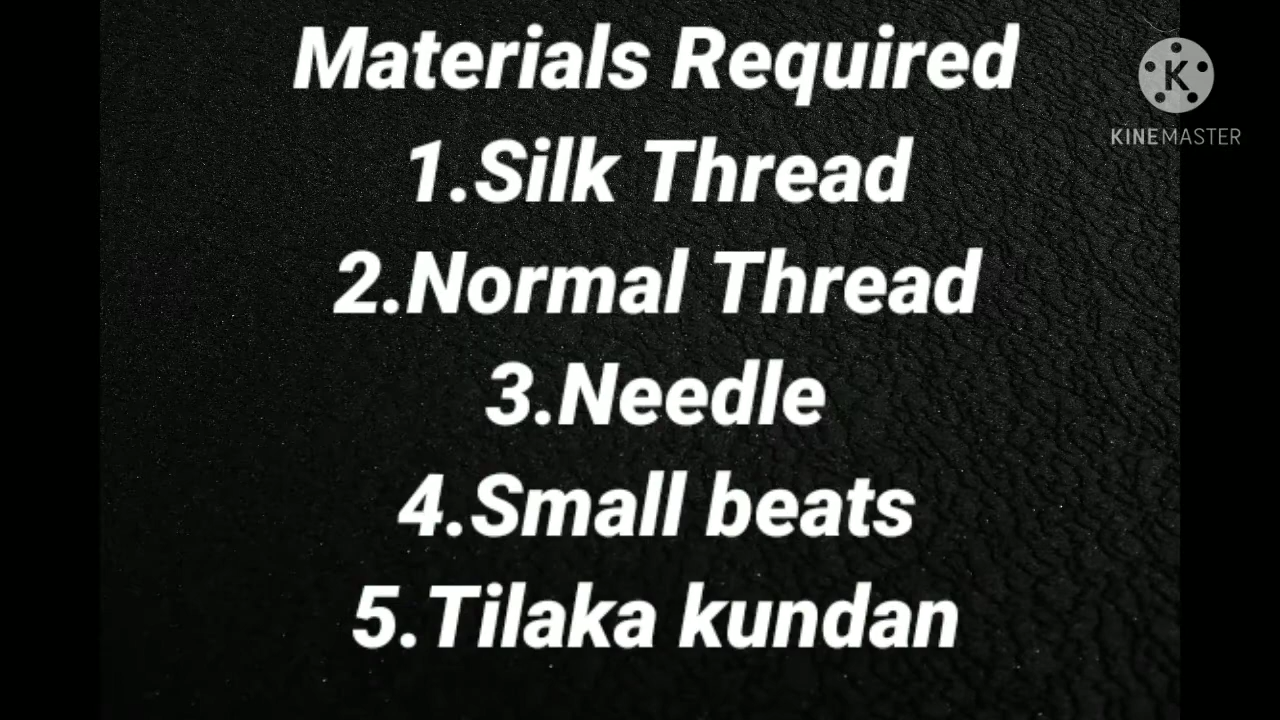 Materials Required
1.Silk Thread
2.Normal Thread
3.Needle
4.Small beats
5.Tilaka kundan
K
KINEMASTER